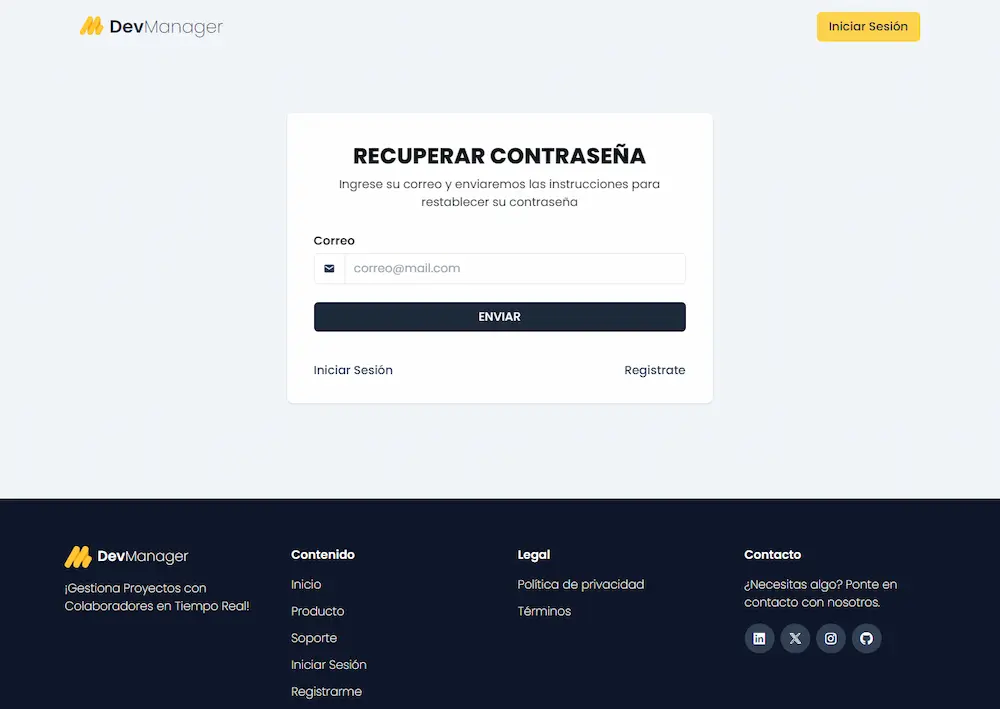 DevManager
Iniciar Sesión
RECUPERAR CONTRASEÑA
Ingrese su correo y enviaremos las instrucciones para
restablecer su contraseña
Correo
correo@mail.com
ENVIAR
Iniciar Sesión
Registrate
DevManager
¡Gestiona Proyectos con
Colaboradores en Tiempo Real!
Contenido
Inicio
Producto
Soporte
Iniciar Sesión
Registrarme
Legal
Política de privacidad
Términos
Contacto
¿Necesitas algo? Ponte en
contacto con nosotros.